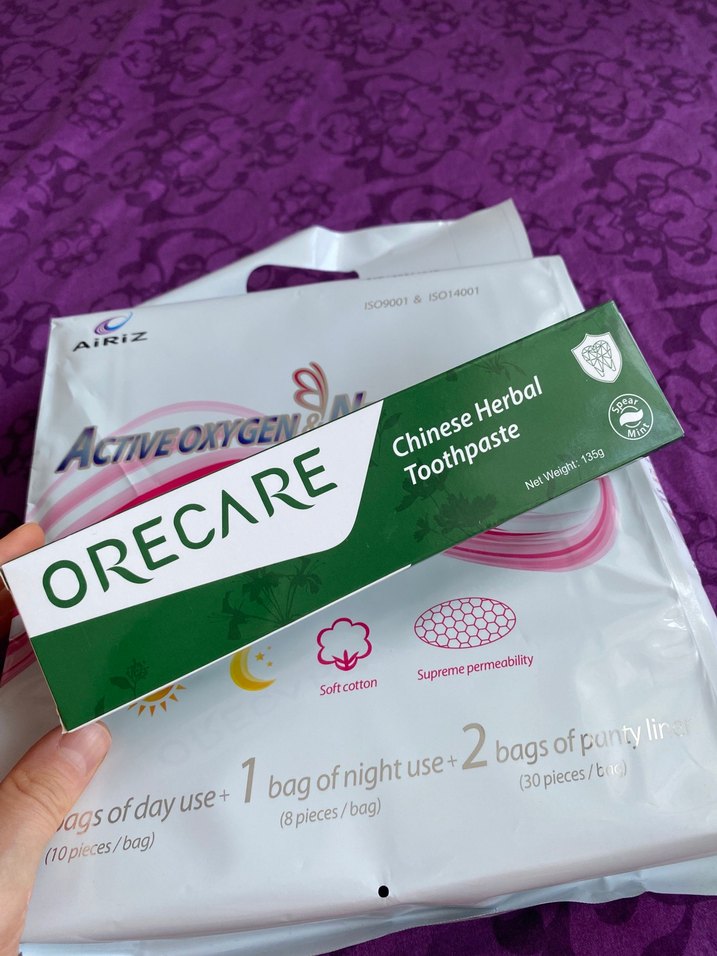 ISO9001 & ISO14001
AiRiZ
ACTIVE OXYGEN &
ORECARE
Chinese Herbal
Toothpaste
Net Weight: 135g
Spear
Mint
Soft cotton
Supreme permeability
of day use + 1 bag of night use + 2 bags of panty
(10 pieces / bag)
(8 pieces / bag)
(30 pieces / bag)